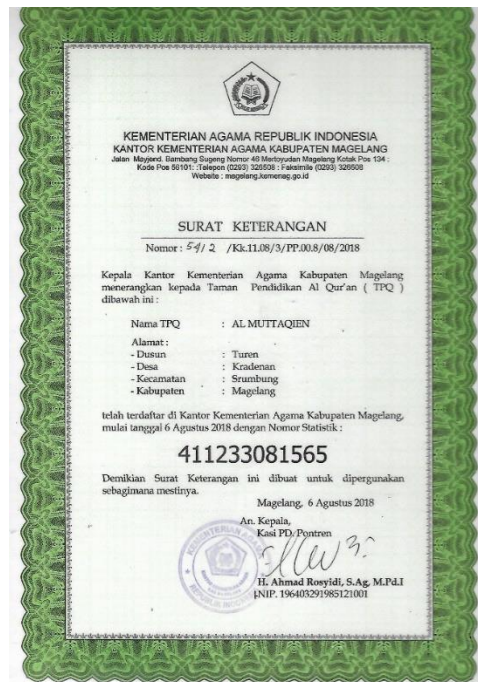 KEMENTERIAN AGAMA REPUBLIK INDONESIA
KANTOR KEMENTERIAN AGAMA KABUPATEN MAGELANG
Jalan Mayjend. Bambang Sugeng Nomor 46 Mertoyudan Magelang Kotak Pos 134 :
Kode Pos 56101: :Telepon (0293) 326508 : Faksimile (0293) 326508
Website : magelang.kemenag.go.id
SURAT KETERANGAN
Nomor : 5912 /Kk.11.08/3/PP.00.8/08/2018
Kepala Kantor Kementerian Agama Kabupaten Magelang
menerangkan kepada Taman Pendidikan Al Qur'an ( TPQ )
dibawah ini :
Nama TPQ : AL MUTTAQIEN
Alamat :
- Dusun : Turen
- Desa : Kradenan
- Kecamatan : Srumbung
- Kabupaten : Magelang
telah terdaftar di Kantor Kementerian Agama Kabupaten Magelang,
mulai tanggal 6 Agustus 2018 dengan Nomor Statistik :
411233081565
Demikian Surat Keterangan ini dibuat untuk dipergunakan
sebagimana mestinya.
Magelang, 6 Agustus 2018
An. Kepala,
Kasi PD/Pontren
H. Ahmad Rosyidi, S.Ag, M.Pd.I
NIP. 196403291985121001